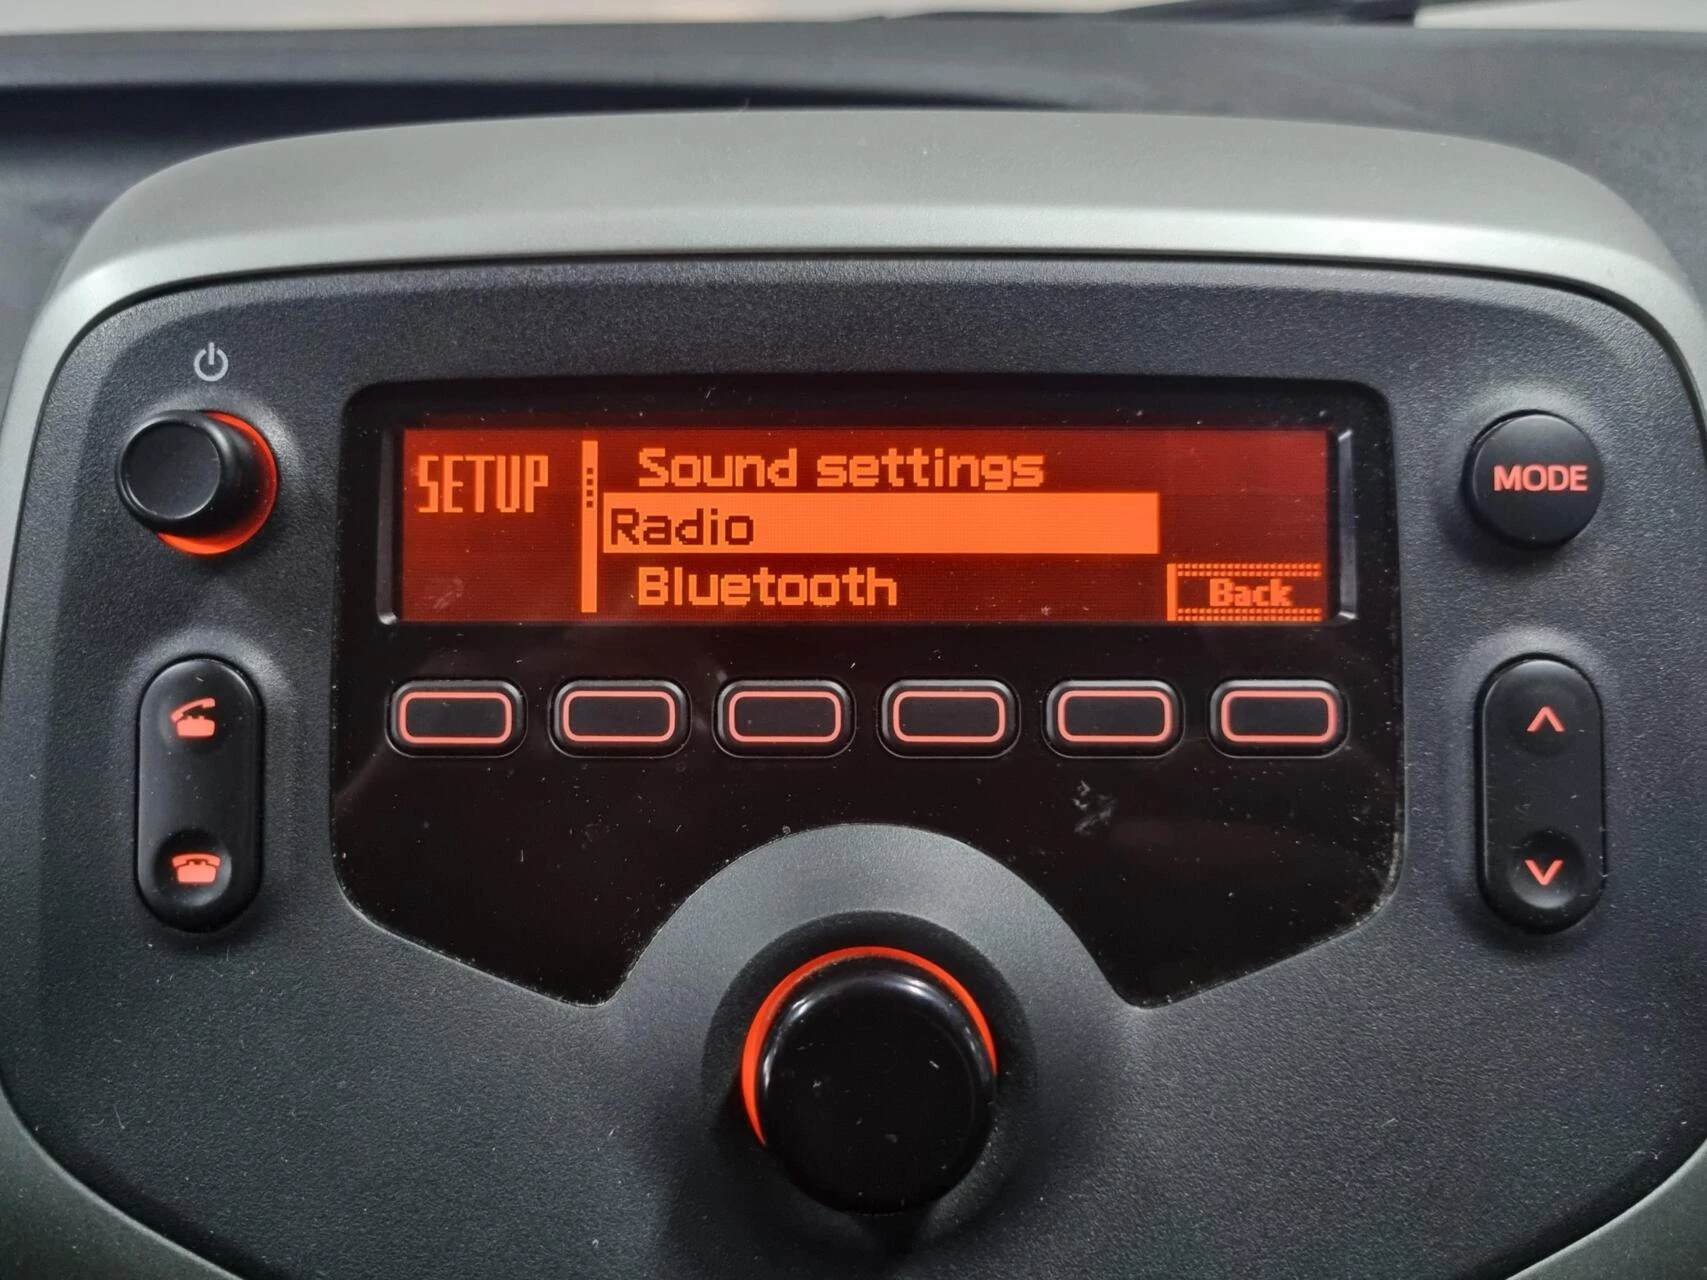 SETUP
Sound settings
Radio
Bluetooth
Back
MODE